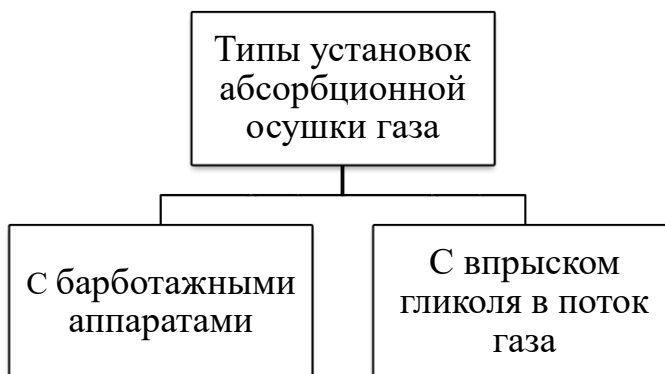 Типы установок
абсорбционной
осушки газа
С барботажными
аппаратами
С впрыском
гликоля в поток
газа